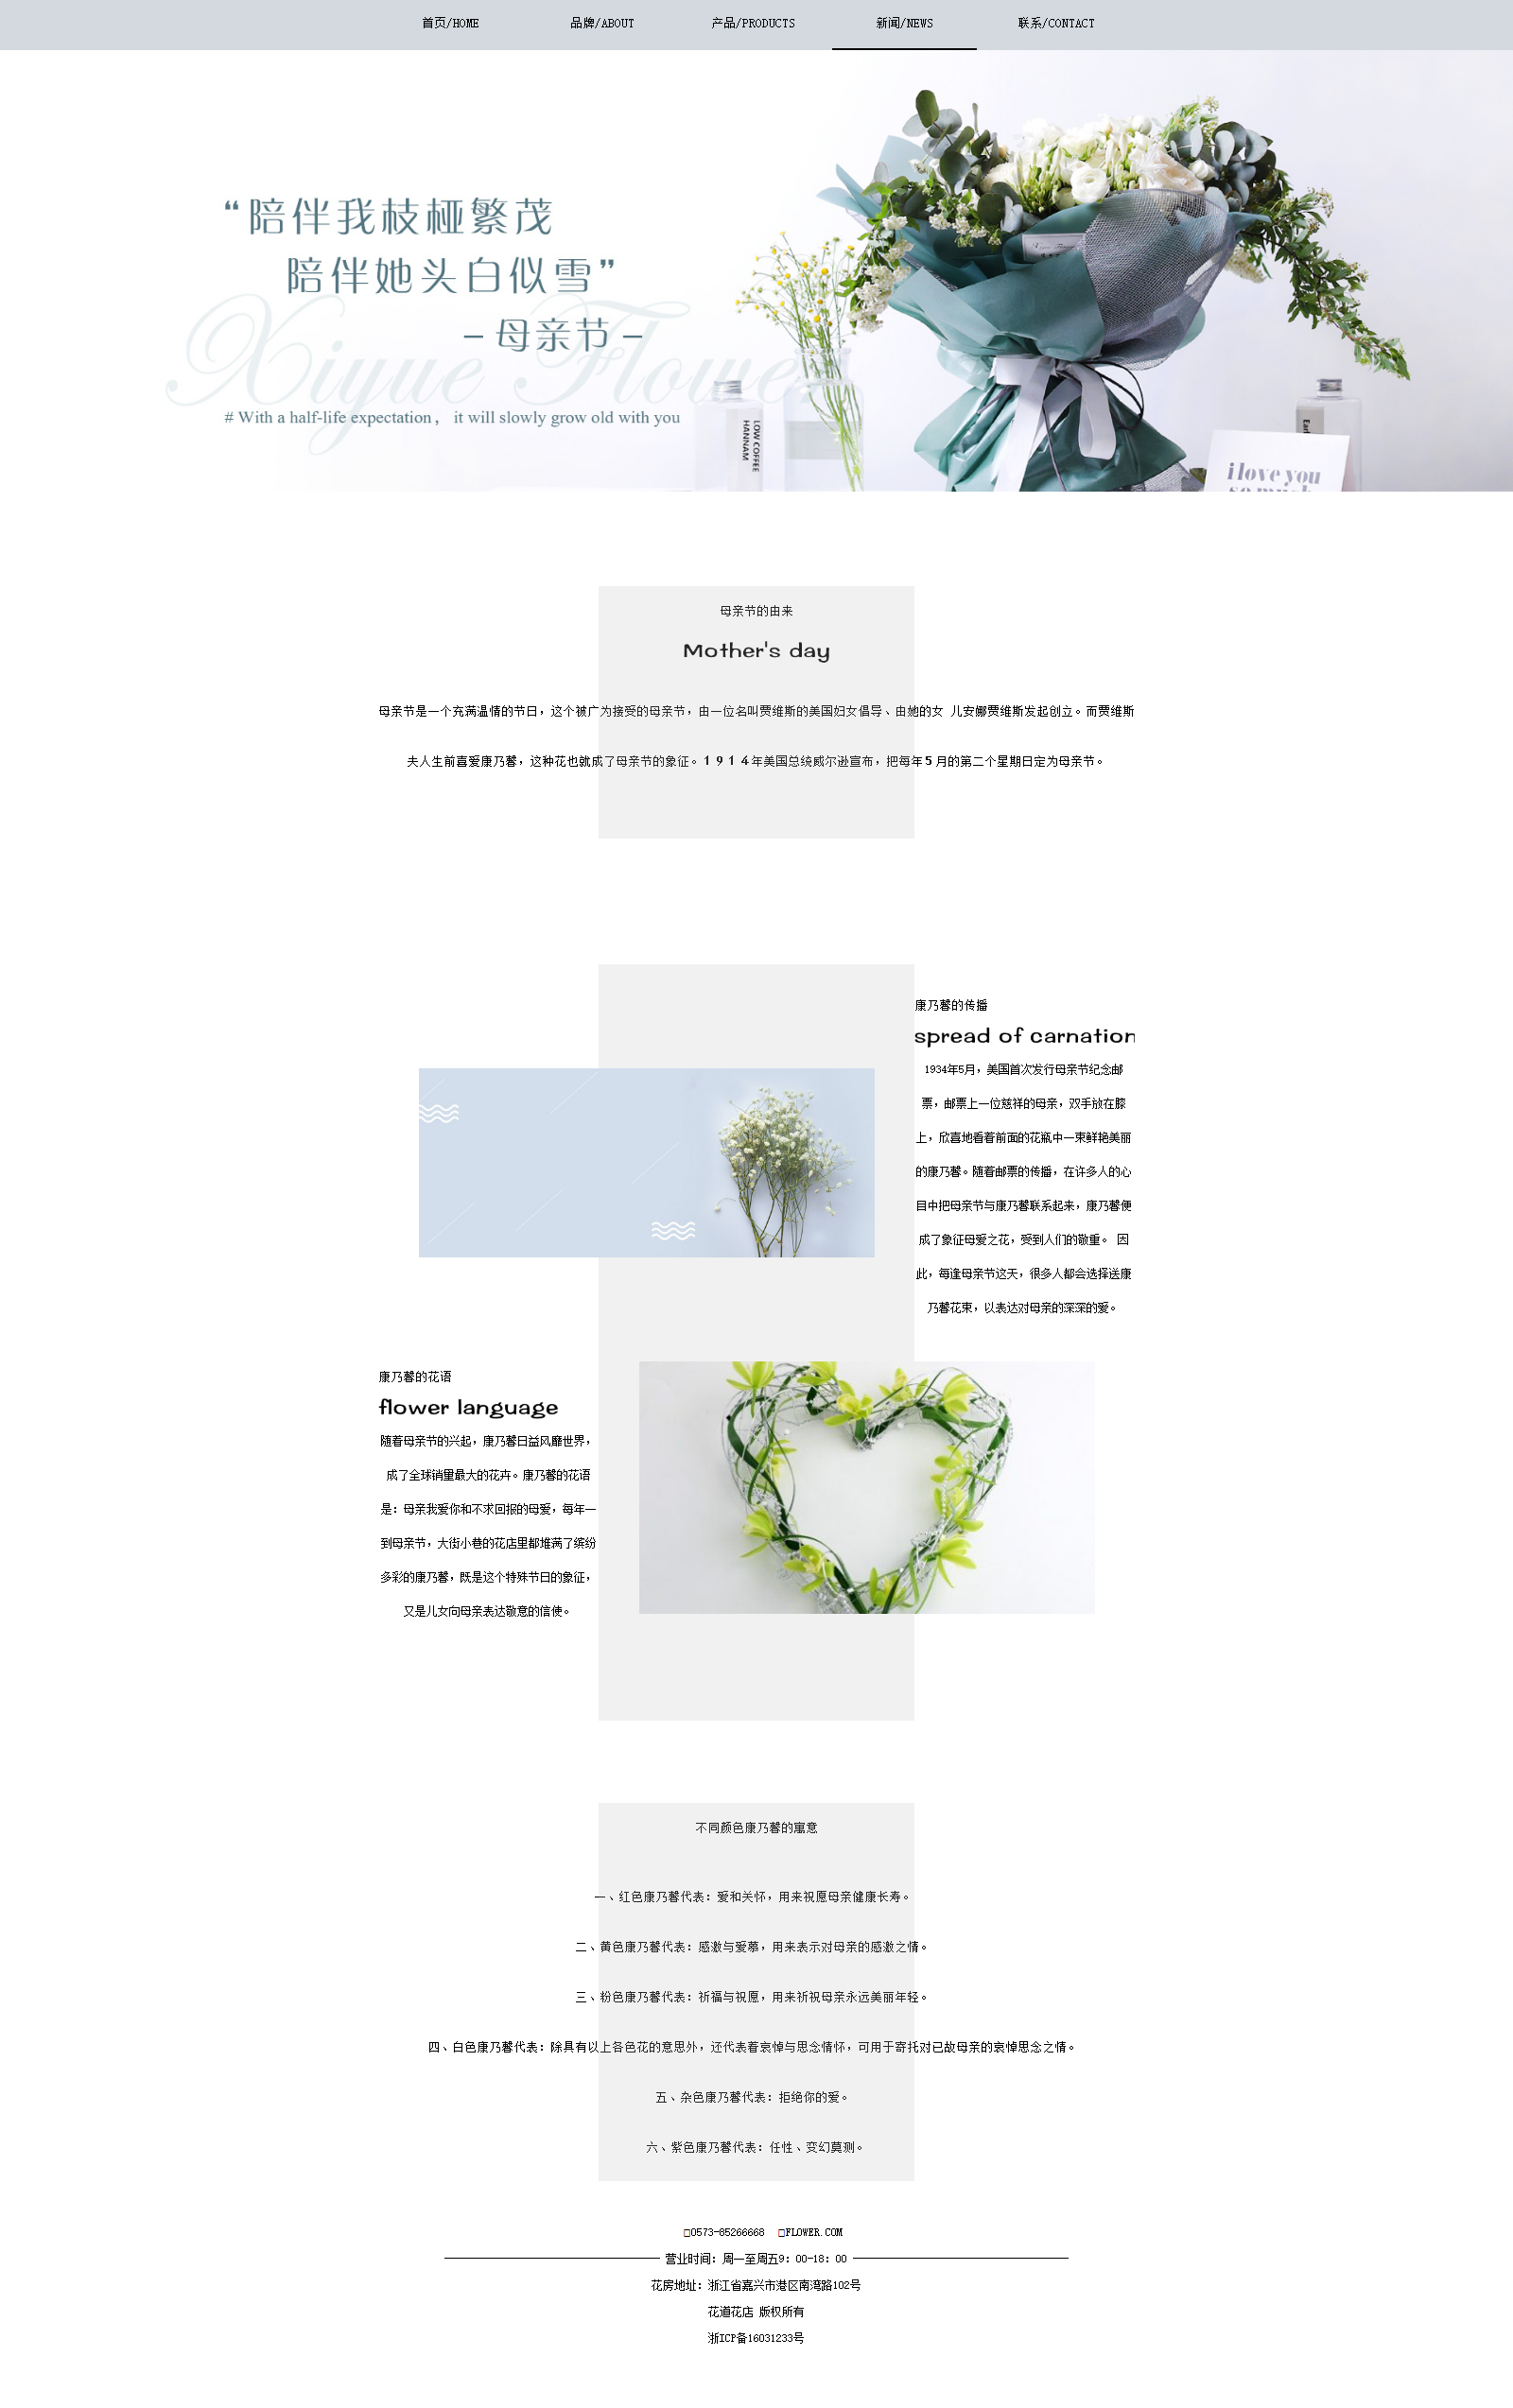 首页/HOME 品牌/ABOUT 产品/PRODUCTS 新闻/NEWS 联系/CONTACT
“陪伴我枝桠繁茂
陪伴她头白似雪”
－母亲节－
Xiyue Flower
# With a half-life expectation， it will slowly grow old with you
LOW COFFEE
HANNAM
i love you
so much
母亲节的由来
Mother's day
母亲节是一个充满温情的节日，这个被广为接受的母亲节，由一位名叫贾维斯的美国妇女倡导、由她的女 儿安娜贾维斯发起创立。而贾维斯
夫人生前喜爱康乃馨，这种花也就成了母亲节的象征。１９１４年美国总统威尔逊宣布，把每年５月的第二个星期日定为母亲节。
康乃馨的传播
spread of carnation
1934年5月，美国首次发行母亲节纪念邮
票，邮票上一位慈祥的母亲，双手放在膝
上，欣喜地看着前面的花瓶中一束鲜艳美丽
的康乃馨。随着邮票的传播，在许多人的心
目中把母亲节与康乃馨联系起来，康乃馨便
成了象征母爱之花，受到人们的敬重。 因
此，每逢母亲节这天，很多人都会选择送康
乃馨花束，以表达对母亲的深深的爱。
康乃馨的花语
flower language
随着母亲节的兴起，康乃馨日益风靡世界，
成了全球销量最大的花卉。康乃馨的花语
是：母亲我爱你和不求回报的母爱，每年一
到母亲节，大街小巷的花店里都堆满了缤纷
多彩的康乃馨，既是这个特殊节日的象征，
又是儿女向母亲表达敬意的信使。
不同颜色康乃馨的寓意
一、红色康乃馨代表：爱和关怀，用来祝愿母亲健康长寿。
二、黄色康乃馨代表：感激与爱慕，用来表示对母亲的感激之情。
三、粉色康乃馨代表：祈福与祝愿，用来祈祝母亲永远美丽年轻。
四、白色康乃馨代表：除具有以上各色花的意思外，还代表着哀悼与思念情怀，可用于寄托对已故母亲的哀悼思念之情。
五、杂色康乃馨代表：拒绝你的爱。
六、紫色康乃馨代表：任性、变幻莫测。
0573-85266668 FLOWER.COM
营业时间：周一至周五9：00-18：00
花房地址：浙江省嘉兴市港区南湾路102号
花道花店 版权所有
浙ICP备16031233号